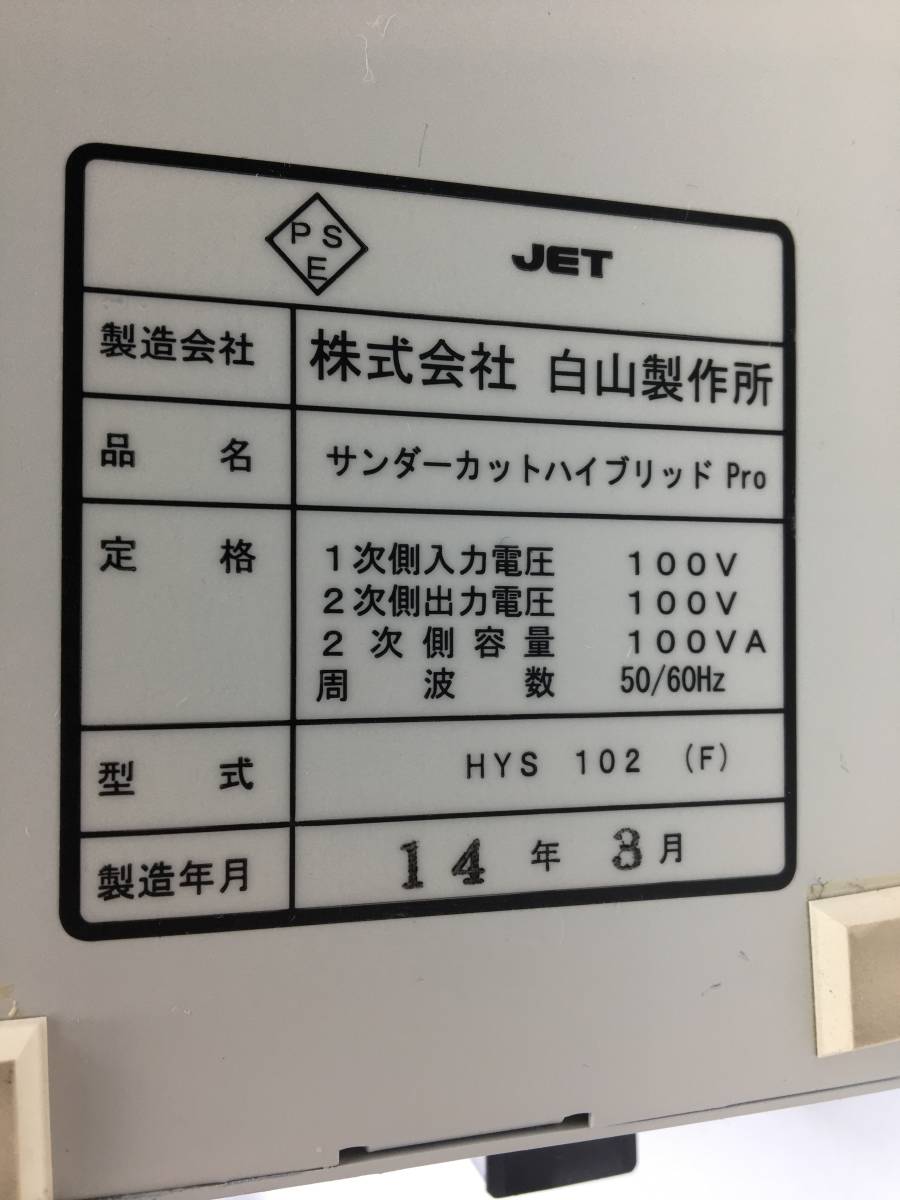 PS
E
JET
製造会社 株式会社 白山製作所
品名 サンダーカットハイブリッド Pro
定格 1次側入力電圧 100V
2次側出力電圧 100V
2次側容量 100VA
周波数 50/60Hz
型式 HYS 102 (F)
製造年月 14年3月